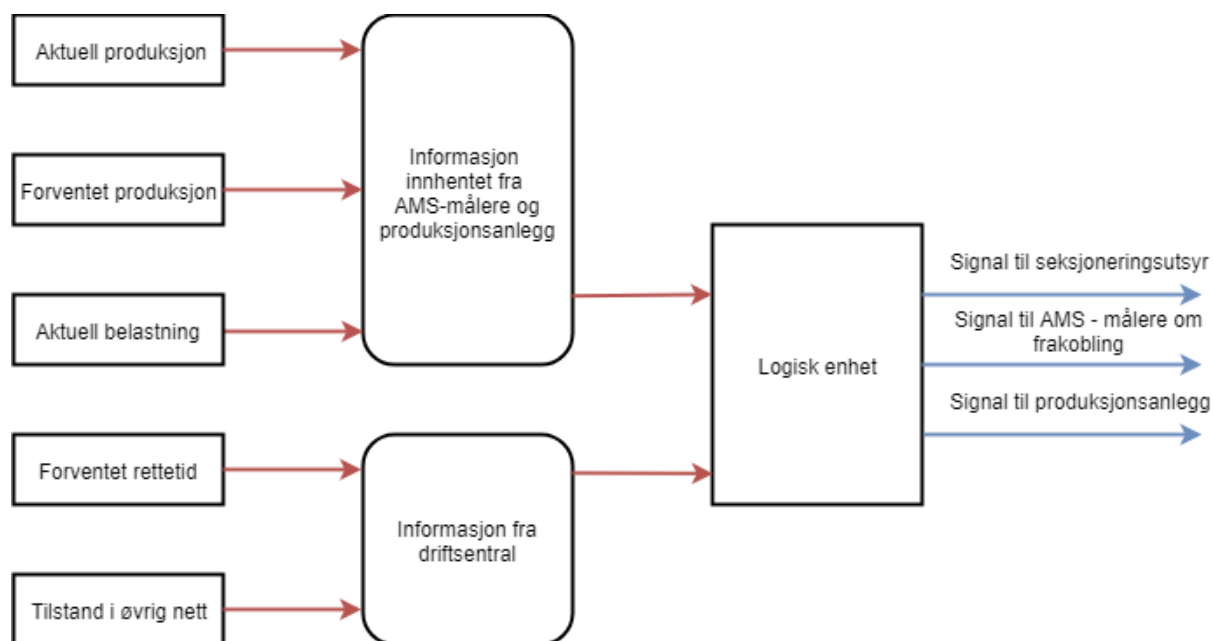 Aktuell produksjon
Forventet produksjon
Aktuell belastning
Forventet rettetid
Tilstand i øvrig nett
Informasjon
innhentet fra
AMS-målere og
produksjonsanlegg
Informasjon fra
driftsentral
Logisk enhet
Signal til seksjoneringsutsyr
Signal til AMS - målere om
frakobling
Signal til produksjonsanlegg